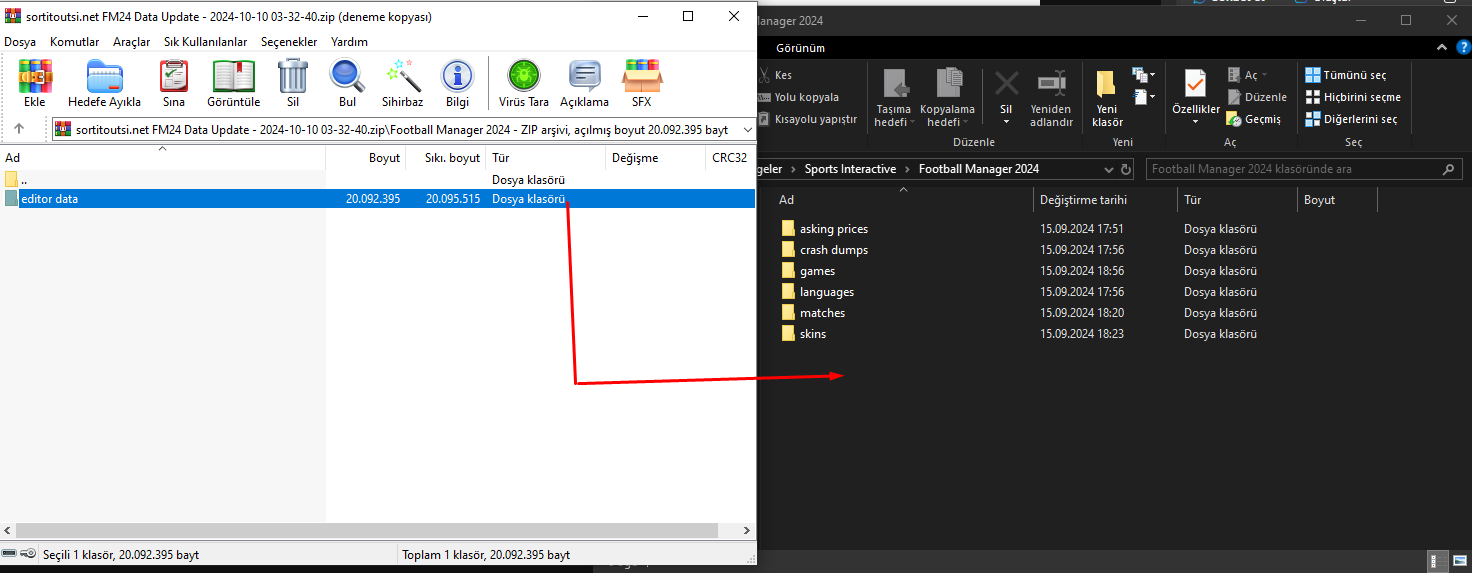 sortitoutsi.net FM24 Data Update - 2024-10-10 03-32-40.zip (deneme kopyası)
Dosya Komutlar Araçlar Sık Kullanılanlar Seçenekler Yardım
Ekle Hedefe Ayıkla Sına Görüntüle Sil Bul Sihirbaz Bilgi Virüs Tara Açıklama SFX
sortitoutsi.net FM24 Data Update - 2024-10-10 03-32-40.zip\Football Manager 2024 - ZIP arşivi, açılmış boyut 20.092.395 bayt
Ad Boyut Sıkı. boyut Tür Değişme CRC32
.. Dosya klasörü
editor data 20.092.395 20.095.515 Dosya klasörü
Seçili 1 klasör, 20.092.395 bayt
Toplam 1 klasör, 20.092.395 bayt
Manager 2024
Görünüm
Kes
Yolu kopyala
Kısayolu yapıştır
Taşıma hedefi
Kopyalama hedefi
Sil
Yeniden adlandır
Düzenle
Yeni klasör
Yeni
Özellikler
Aç
Düzenle
Geçmiş
Aç
Tümünü seç
Hiçbirini seçme
Diğerlerini seç
Seç
geler > Sports Interactive > Football Manager 2024
Football Manager 2024 klasöründe ara
Ad Değiştirme tarihi Tür Boyut
asking prices 15.09.2024 17:51 Dosya klasörü
crash dumps 15.09.2024 17:56 Dosya klasörü
games 15.09.2024 18:56 Dosya klasörü
languages 15.09.2024 17:56 Dosya klasörü
matches 15.09.2024 18:20 Dosya klasörü
skins 15.09.2024 18:23 Dosya klasörü